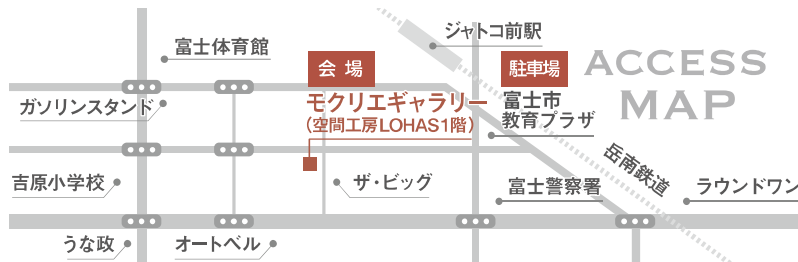 ジャトコ前駅
富士体育館
会場
駐車場
ACCESS
MAP
ガソリンスタンド
モクリエギャラリー
(空間工房LOHAS1階)
富士市
教育プラザ
岳南鉄道
吉原小学校
ザ・ビッグ
富士警察署
ラウンドワン
うな政
オートベル